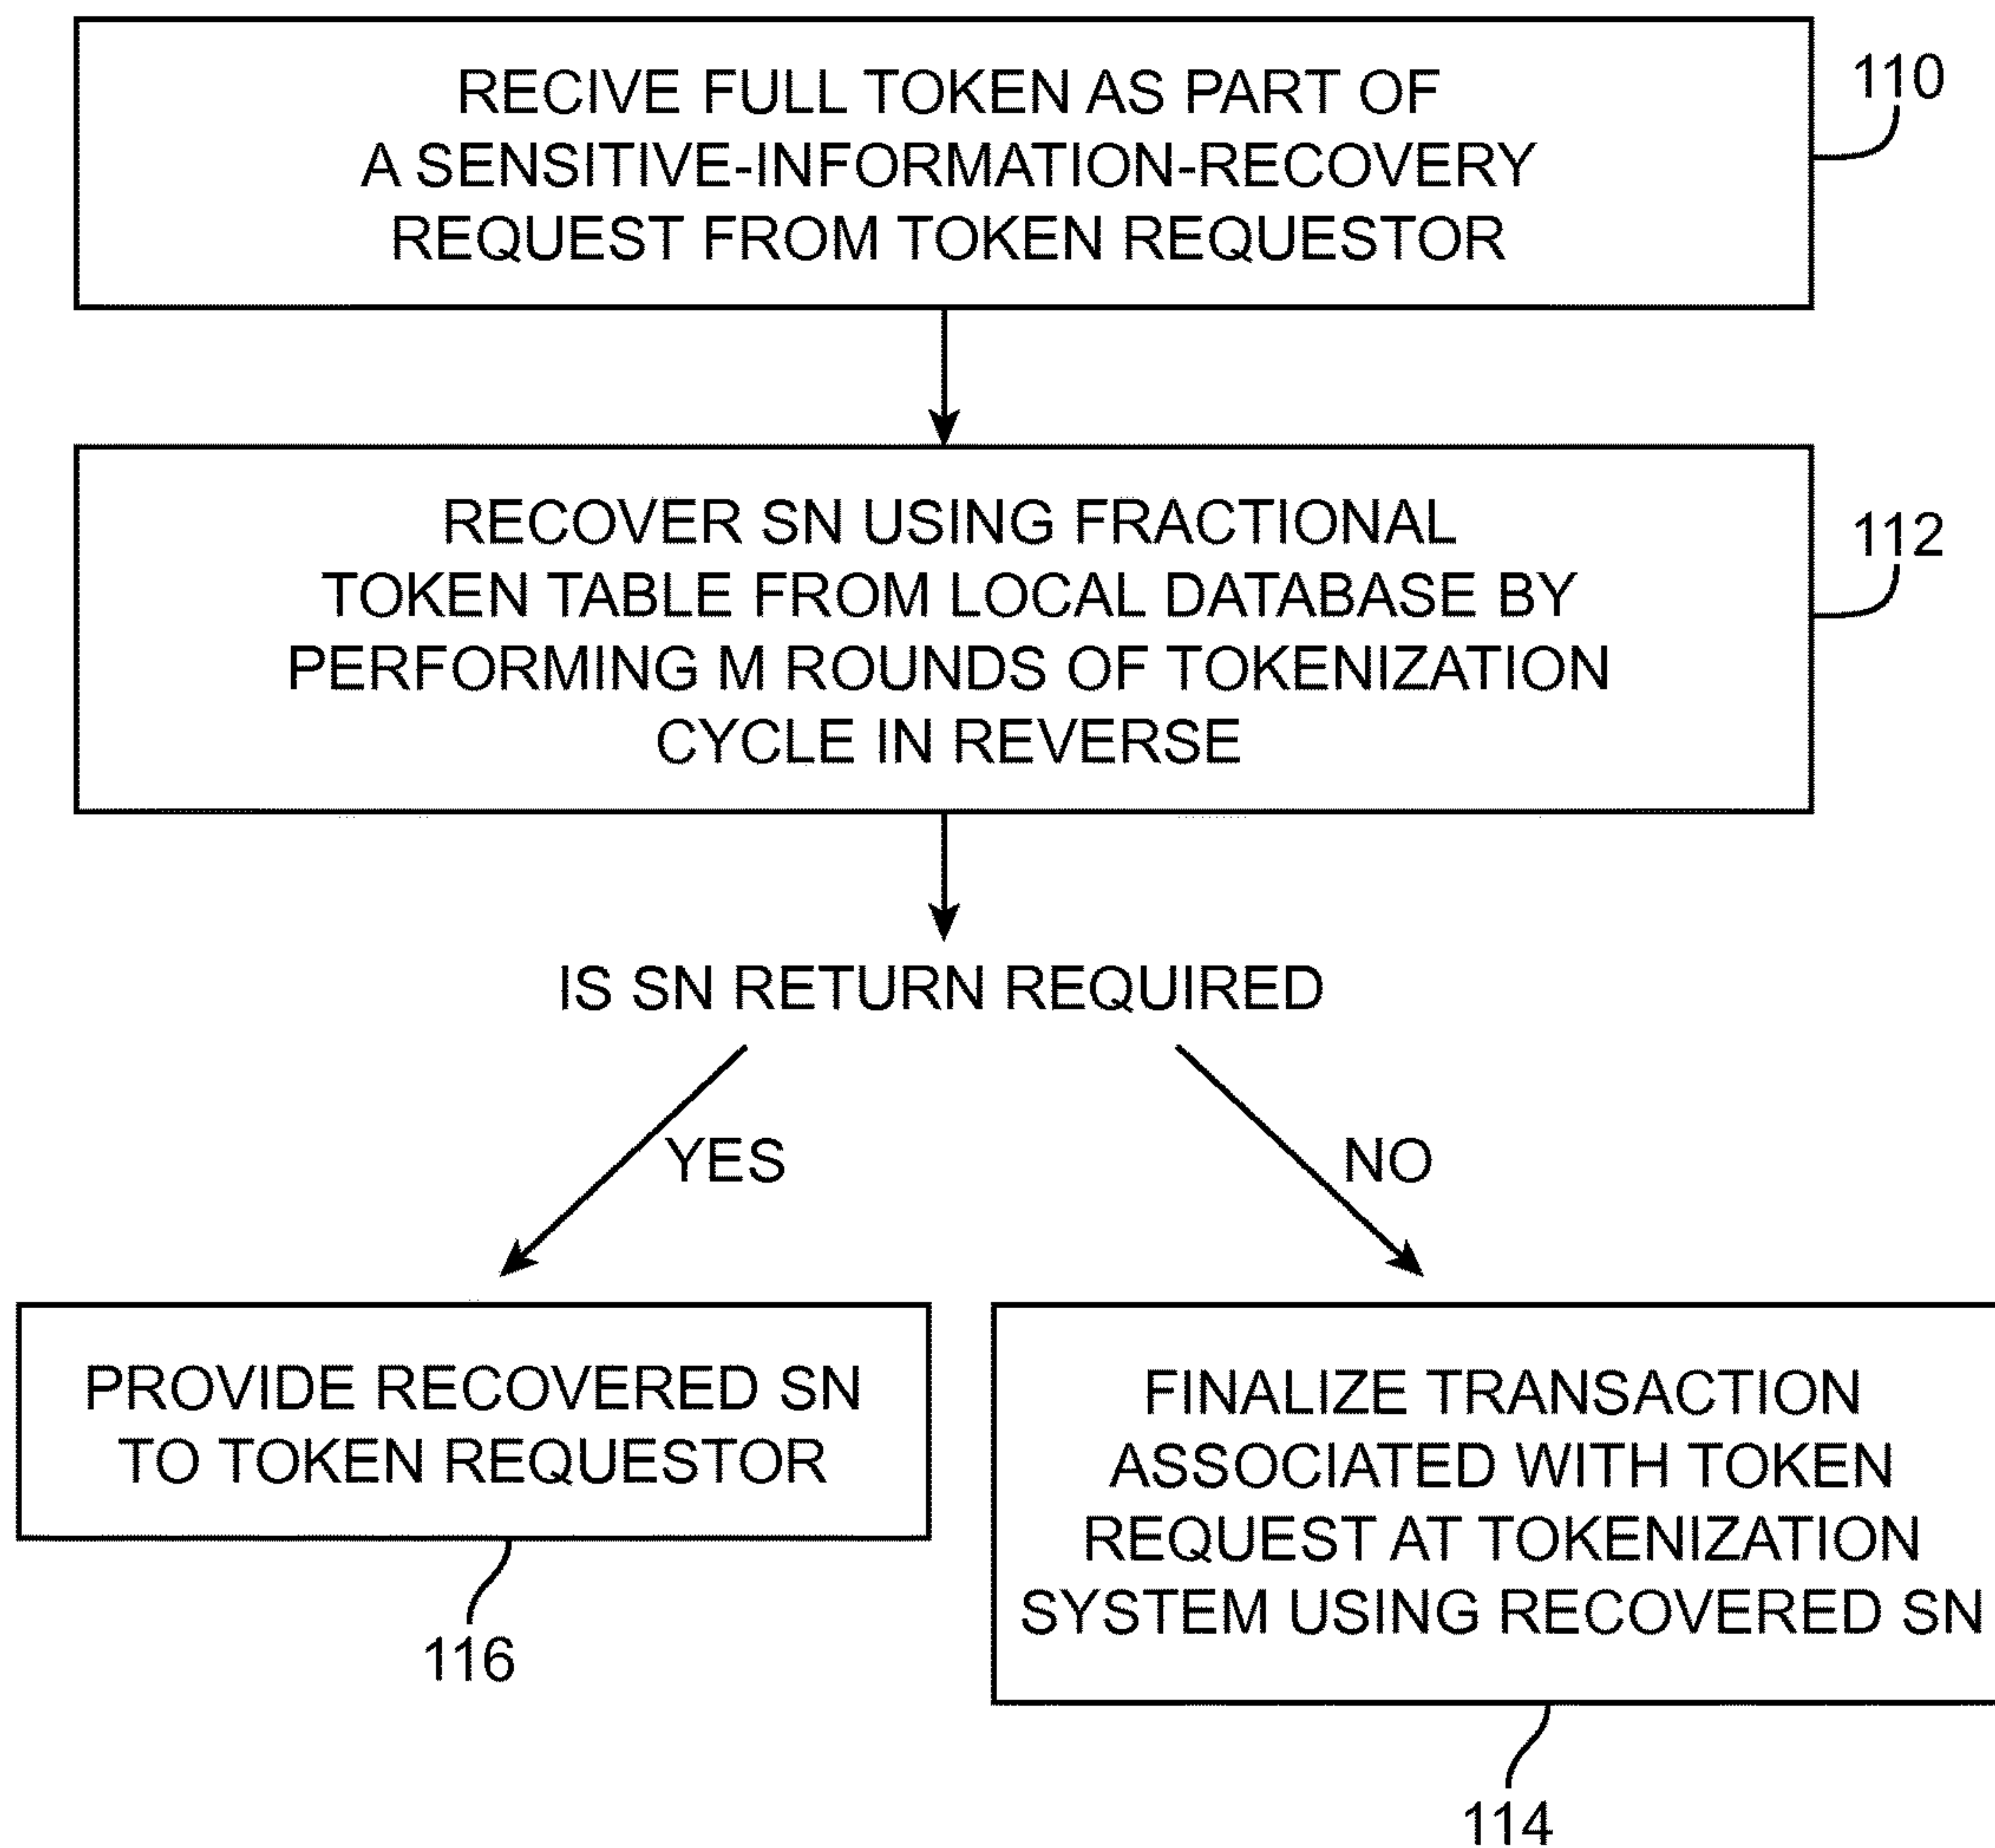 RECIVE FULL TOKEN AS PART OF
A SENSITIVE-INFORMATION-RECOVERY
REQUEST FROM TOKEN REQUESTOR
110
RECOVER SN USING FRACTIONAL
TOKEN TABLE FROM LOCAL DATABASE BY
PERFORMING M ROUNDS OF TOKENIZATION
CYCLE IN REVERSE
112
IS SN RETURN REQUIRED
YES
NO
PROVIDE RECOVERED SN
TO TOKEN REQUESTOR
116
FINALIZE TRANSACTION
ASSOCIATED WITH TOKEN
REQUEST AT TOKENIZATION
SYSTEM USING RECOVERED SN
114